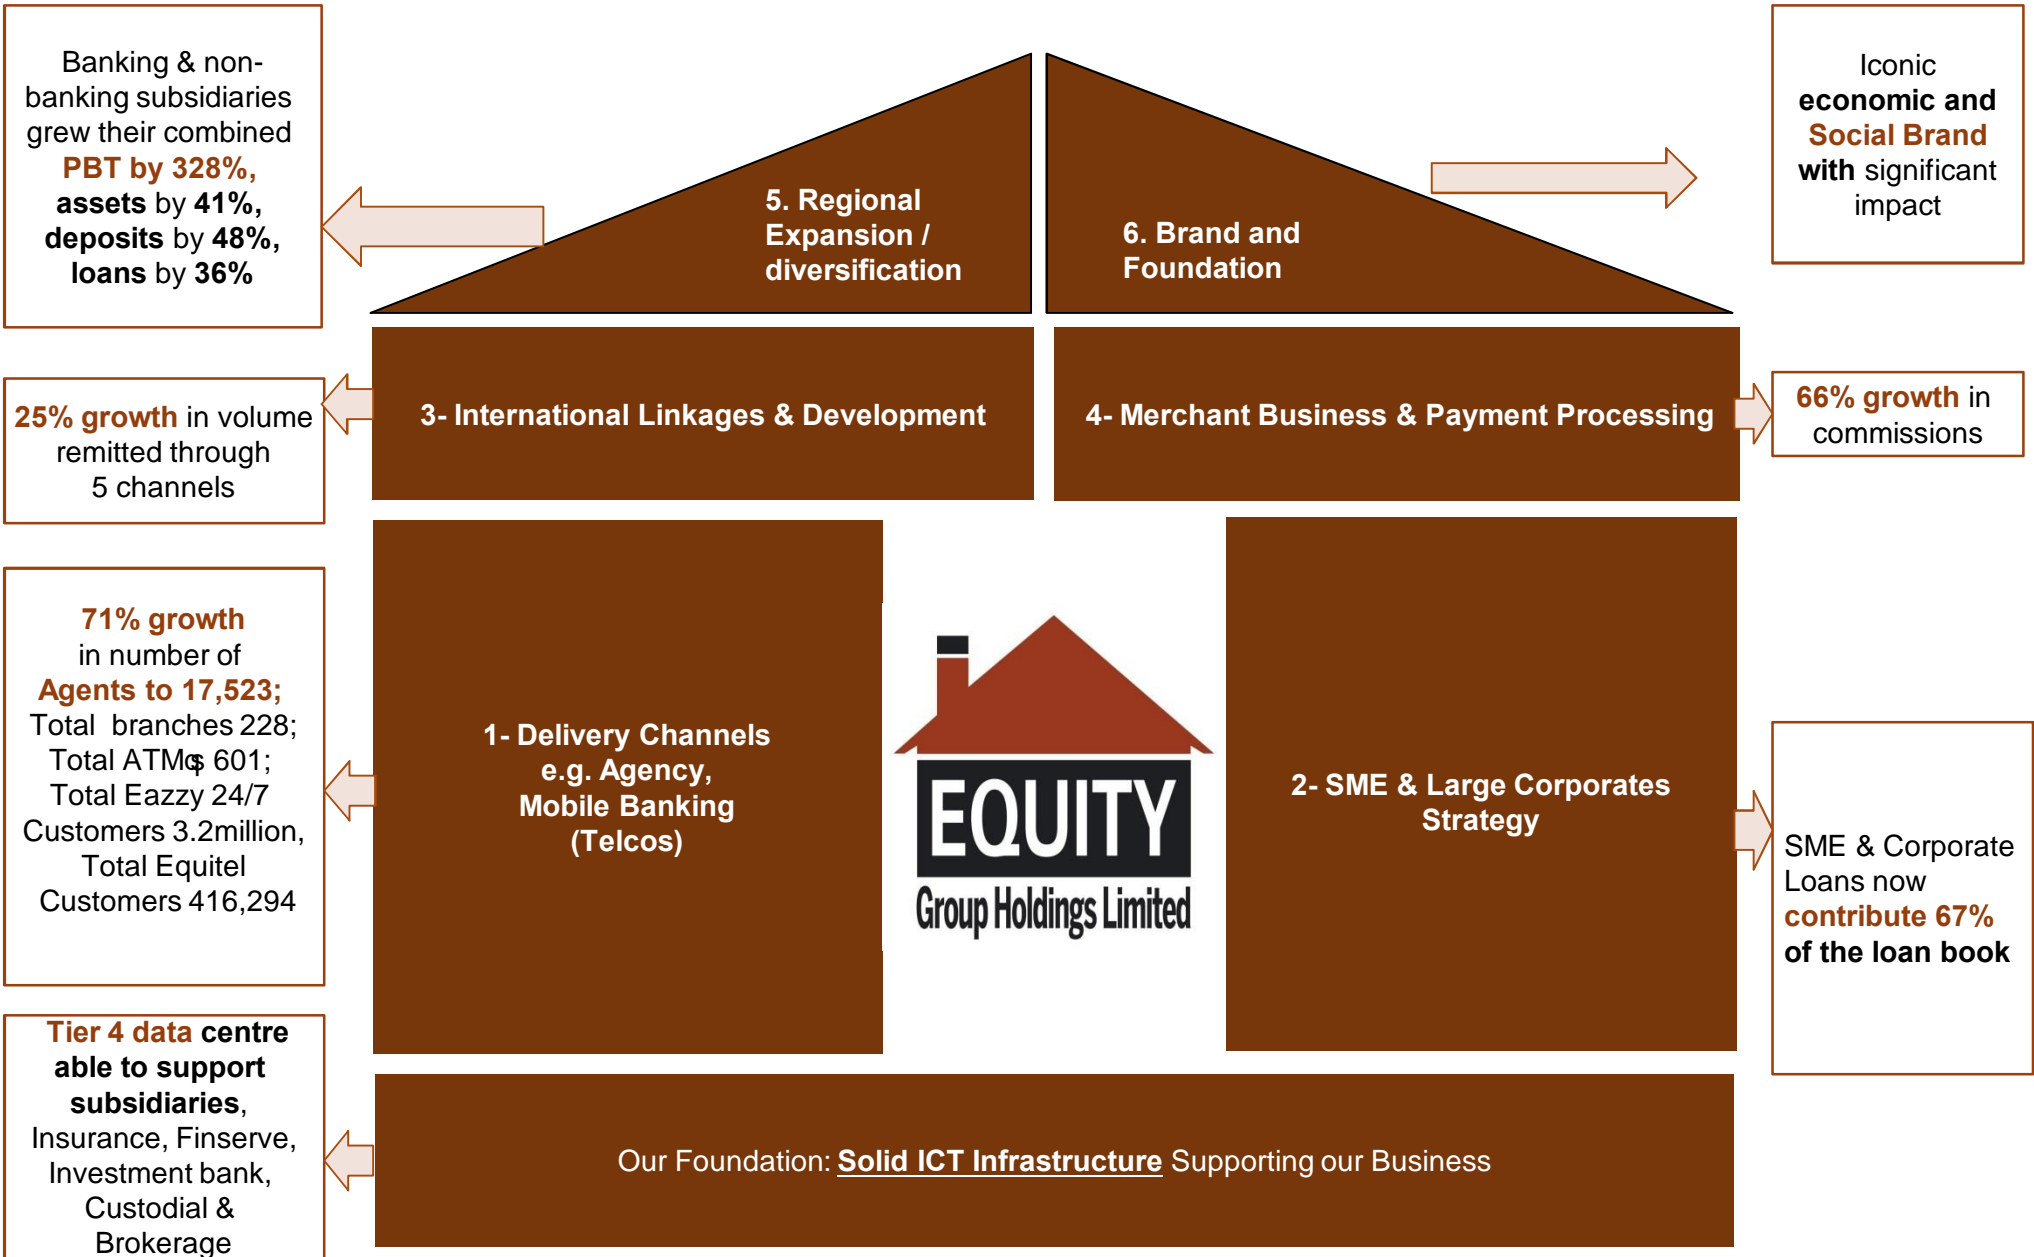 Banking & non-
banking subsidiaries
grew their combined
PBT by 328%,
assets by 41%,
deposits by 48%,
loans by 36%
5. Regional
Expansion /
diversification
6. Brand and
Foundation
Iconic
economic and
Social Brand
with significant
impact
25% growth in volume
remitted through
5 channels
3- International Linkages & Development
4- Merchant Business & Payment Processing
66% growth in
commissions
71% growth
in number of
Agents to 17,523;
Total branches 228;
Total ATMs 601;
Total Eazzy 24/7
Customers 3.2million,
Total Equitel
Customers 416,294
1- Delivery Channels
e.g. Agency,
Mobile Banking
(Telcos)
EQUITY
Group Holdings Limited
2- SME & Large Corporates
Strategy
SME & Corporate
Loans now
contribute 67%
of the loan book
Tier 4 data centre
able to support
subsidiaries,
Insurance, Finserve,
Investment bank,
Custodial &
Brokerage
Our Foundation: Solid ICT Infrastructure Supporting our Business